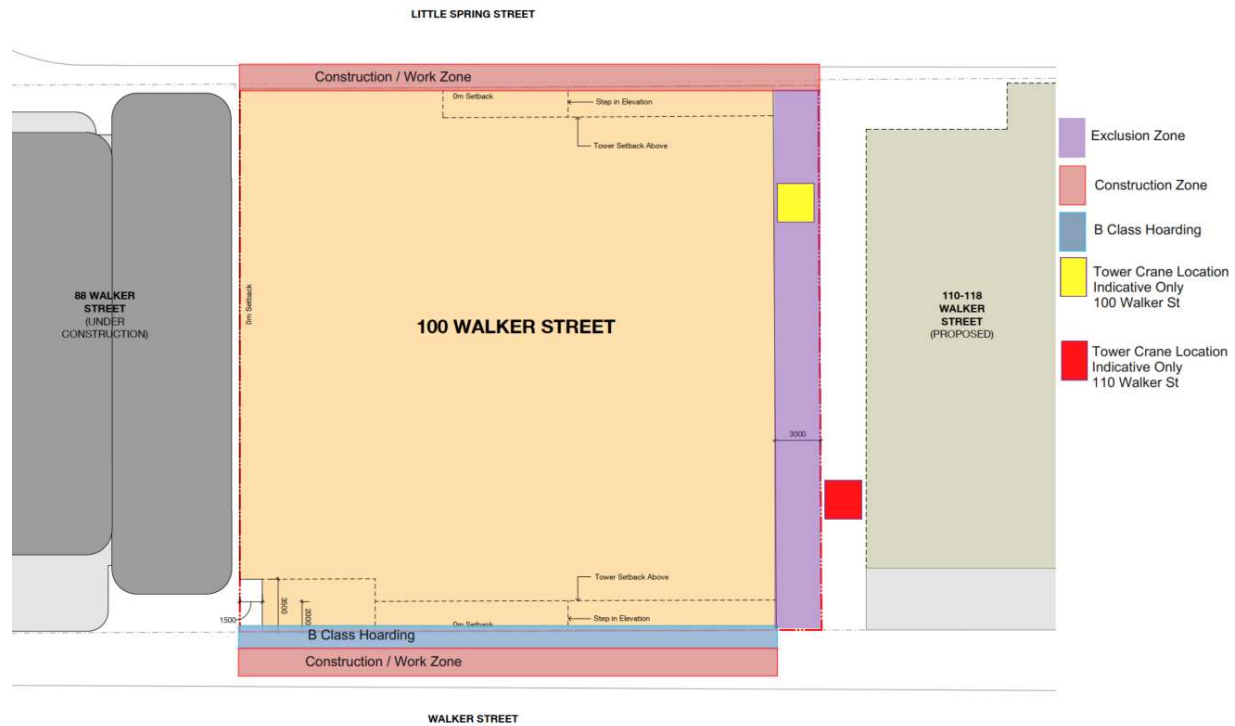 LITTLE SPRING STREET
Construction / Work Zone
0m Setback
Step in Elevation
Tower Setback Above
Exclusion Zone
Construction Zone
B Class Hoarding
Tower Crane Location
Indicative Only
100 Walker St
Tower Crane Location
Indicative Only
110 Walker St
88 WALKER
STREET
(UNDER
CONSTRUCTION)
0m Setback
100 WALKER STREET
110-118
WALKER
STREET
(PROPOSED)
3000
Tower Setback Above
3500
2000
1500
0m Setback
Step in Elevation
B Class Hoarding
Construction / Work Zone
WALKER STREET